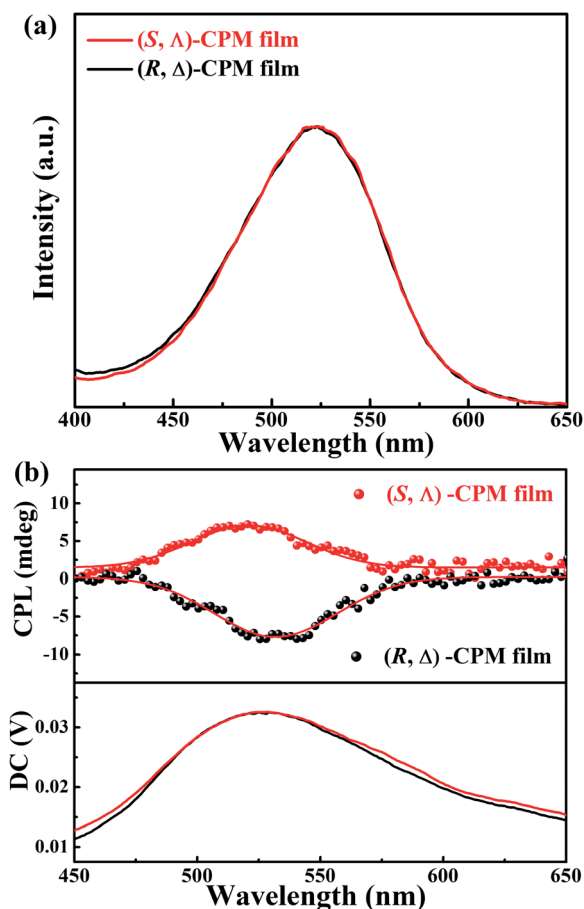 (a)
(S, Λ)-CPM film
(R, Δ)-CPM film
Intensity (a.u.)
400 450 500 550 600 650
Wavelength (nm)
(b)
10
5
0
-5
-10
CPL (mdeg)
(S, Λ) -CPM film
(R, Δ) -CPM film
0.03
0.02
0.01
DC (V)
450 500 550 600 650
Wavelength (nm)